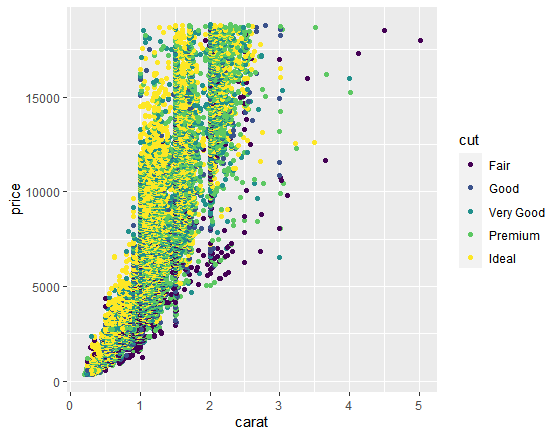 15000
10000
5000
0
price
0 1 2 3 4 5
carat
cut
Fair
Good
Very Good
Premium
Ideal